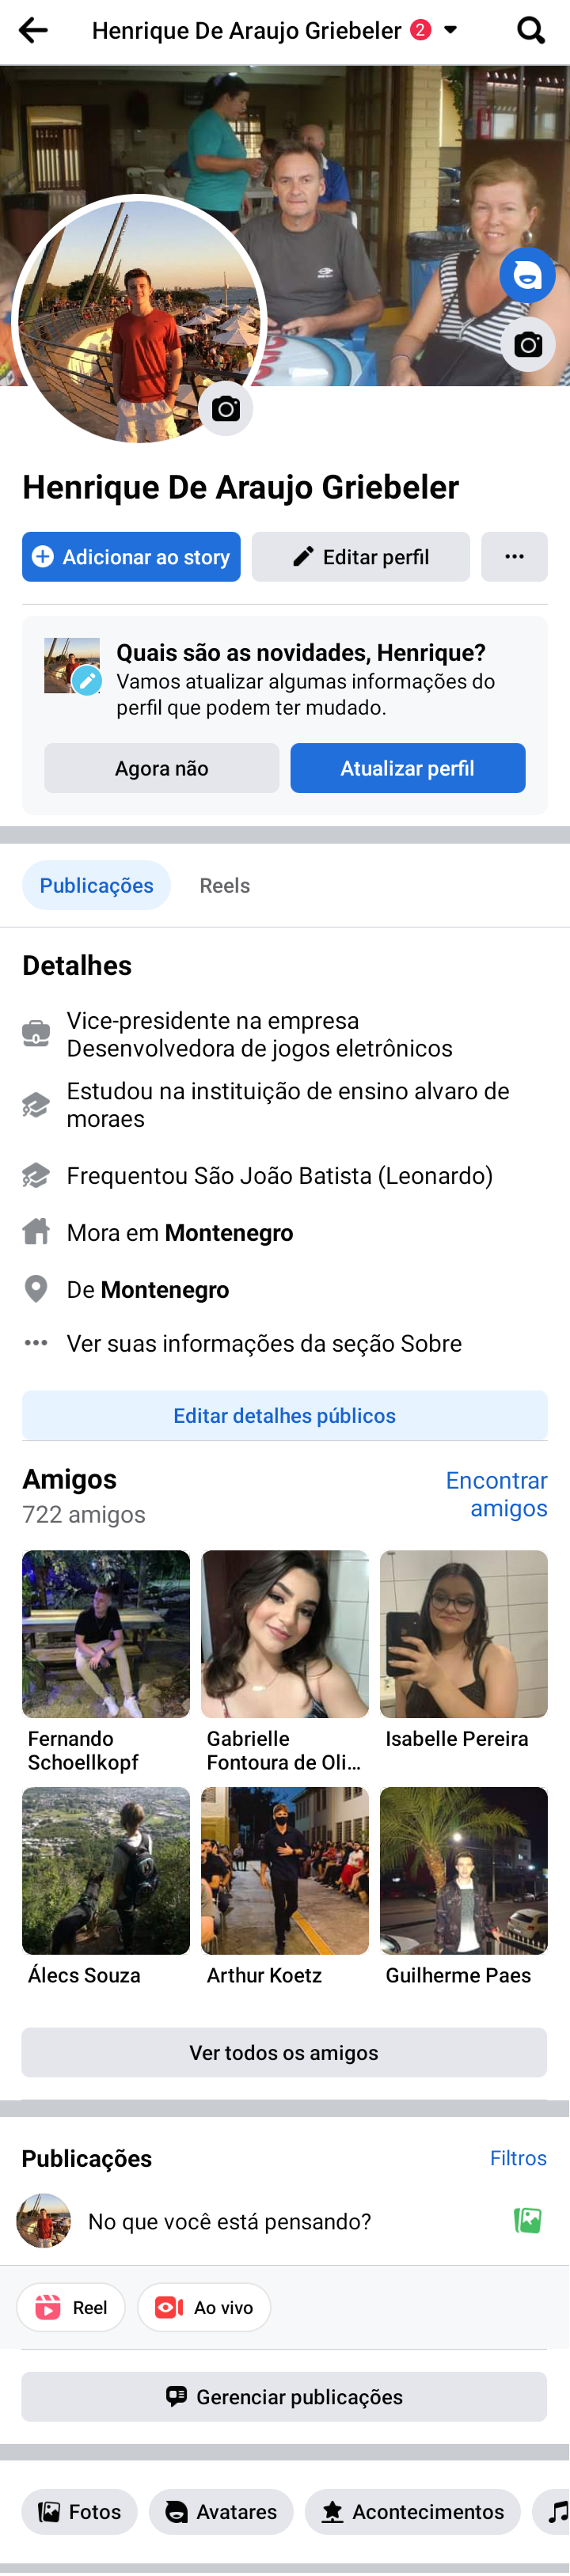 Henrique De Araujo Griebeler 2
Henrique De Araujo Griebeler
Adicionar ao story
Editar perfil
Quais são as novidades, Henrique?
Vamos atualizar algumas informações do
perfil que podem ter mudado.
Agora não
Atualizar perfil
Publicações
Reels
Detalhes
Vice-presidente na empresa
Desenvolvedora de jogos eletrônicos
Estudou na instituição de ensino alvaro de
moraes
Frequentou São João Batista (Leonardo)
Mora em Montenegro
De Montenegro
Ver suas informações da seção Sobre
Editar detalhes públicos
Amigos
722 amigos
Encontrar
amigos
Fernando
Schoellkopf
Gabrielle
Fontoura de Oli...
Isabelle Pereira
Álecs Souza
Arthur Koetz
Guilherme Paes
Ver todos os amigos
Publicações
Filtros
No que você está pensando?
Reel
Ao vivo
Gerenciar publicações
Fotos
Avatares
Acontecimentos